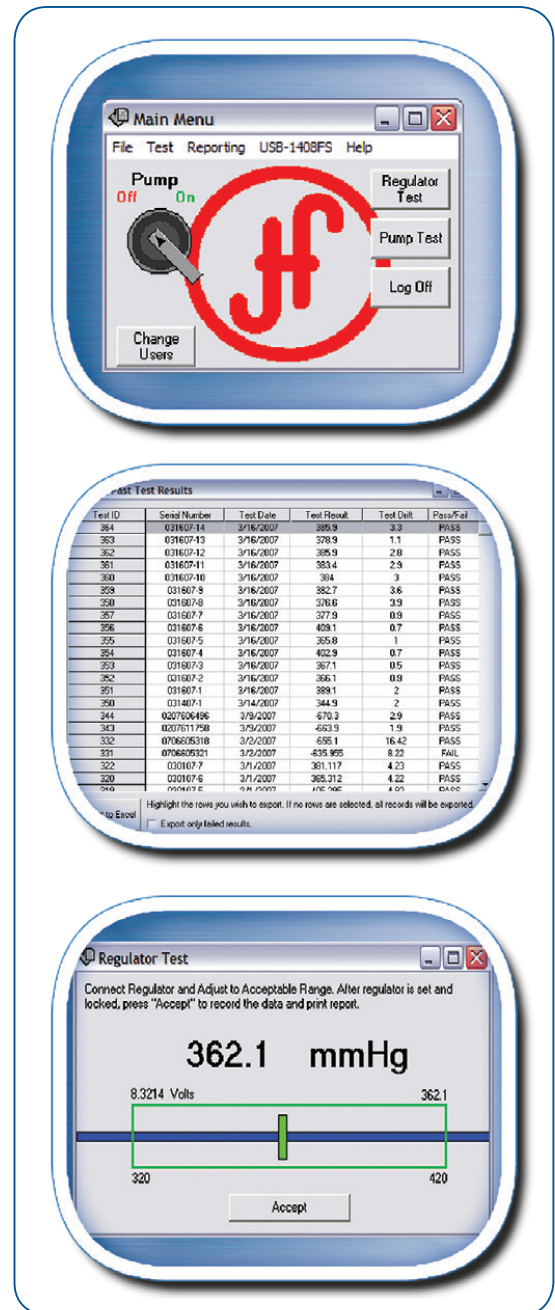 Main Menu
File Test Reporting USB-1408FS Help
Pump
Off On
Regulator
Test
Pump Test
Log Off
Change
Users
Past Test Results
Test ID Serial Number Test Date Test Result Test Drift Pass/Fail
364 031607-14 3/16/2007 385.9 3.3 PASS
363 031607-13 3/16/2007 378.9 1.1 PASS
362 031607-12 3/16/2007 385.9 2.8 PASS
361 031607-11 3/16/2007 383.4 2.9 PASS
360 031607-10 3/16/2007 384 3 PASS
359 031607-9 3/16/2007 382.7 3.6 PASS
358 031607-8 3/16/2007 376.6 3.9 PASS
357 031607-7 3/16/2007 377.9 0.9 PASS
356 031607-6 3/16/2007 409.1 0.7 PASS
355 031607-5 3/16/2007 365.8 1 PASS
354 031607-4 3/16/2007 402.9 0.7 PASS
353 031607-3 3/16/2007 367.1 0.5 PASS
352 031607-2 3/16/2007 366.1 0.9 PASS
351 031607-1 3/16/2007 389.1 2 PASS
350 031407-1 3/14/2007 344.9 2 PASS
344 0207606496 3/9/2007 -670.3 2.9 PASS
343 0207611758 3/9/2007 -663.9 1.9 PASS
332 0706605318 3/2/2007 -655.1 16.42 PASS
331 0706605321 3/2/2007 -635.955 8.22 FAIL
322 030107-7 3/1/2007 381.117 4.23 PASS
320 030107-6 3/1/2007 365.312 4.22 PASS
to Excel
Highlight the rows you wish to export. If no rows are selected, all records will be exported.
Export only failed results.
Regulator Test
Connect Regulator and Adjust to Acceptable Range. After regulator is set and
locked, press "Accept" to record the data and print report.
362.1 mmHg
8.3214 Volts 362.1
320 420
Accept